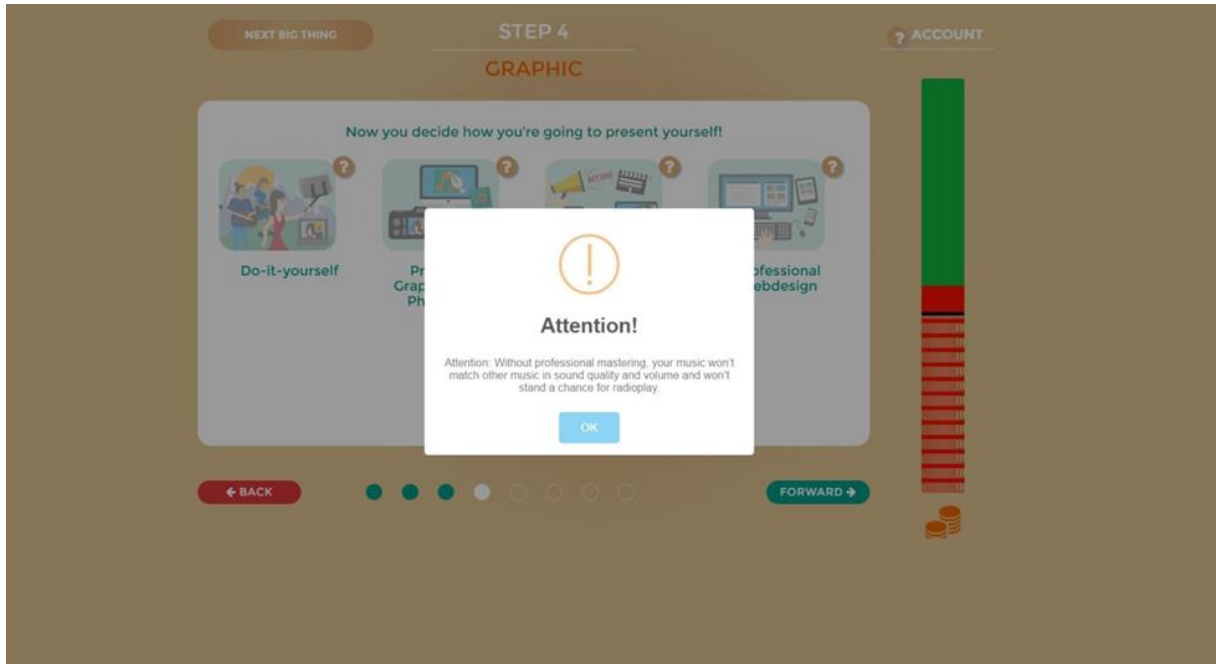 NEXT BIG THING
STEP 4
? ACCOUNT
GRAPHIC
Now you decide how you're going to present yourself!
? ? ? ?
Do-it-yourself
ofessional
ebdesign
Attention!
Attention: Without professional mastering, your music won't
match other music in sound quality and volume and won't
stand a chance for radioplay.
OK
BACK
FORWARD